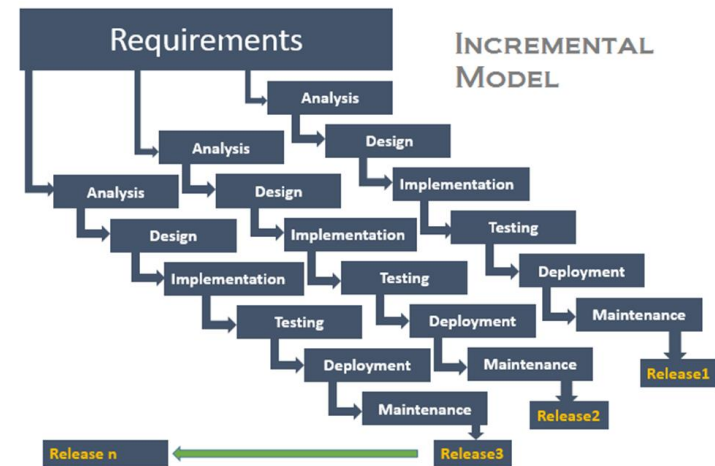 Requirements
INCREMENTAL
MODEL
Analysis
Design
Implementation
Testing
Deployment
Maintenance
Release1
Analysis
Design
Implementation
Testing
Deployment
Maintenance
Release2
Analysis
Design
Implementation
Testing
Deployment
Maintenance
Release3
Release n